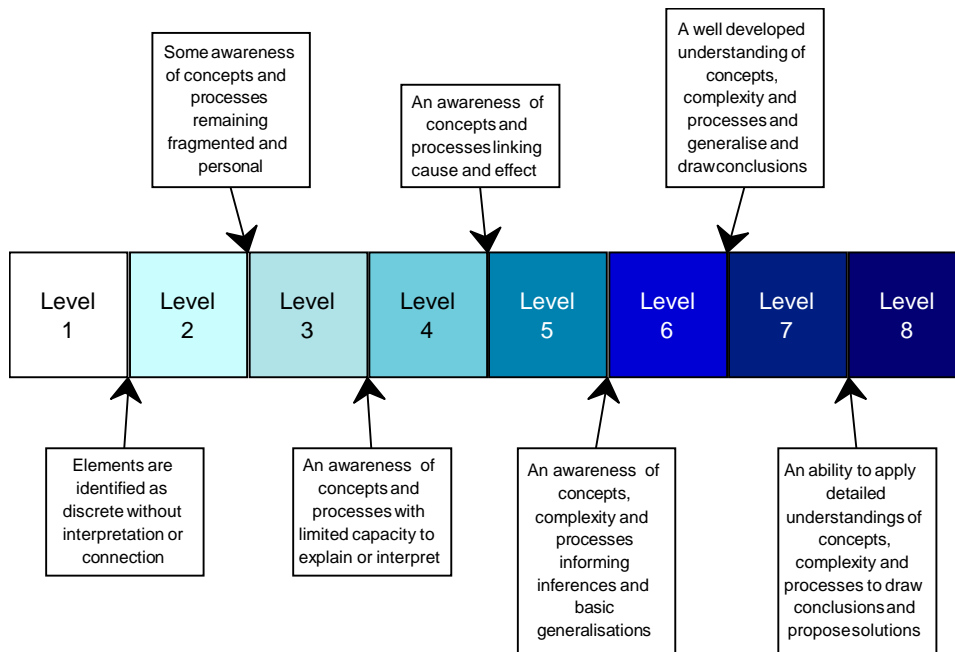 Some awareness
of concepts and
processes
remaining
fragmented and
personal
An awareness of
concepts and
processes linking
cause and effect
A well developed
understanding of
concepts,
complexity and
processes and
generalise and
draw conclusions
Level
1
Level
2
Level
3
Level
4
Level
5
Level
6
Level
7
Level
8
Elements are
identified as
discrete without
interpretation or
connection
An awareness of
concepts and
processes with
limited capacity to
explain or interpret
An awareness of
concepts,
complexity and
processes
informing
inferences and
basic
generalisations
An ability to apply
detailed
understandings of
concepts,
complexity and
processes to draw
conclusions and
propose solutions